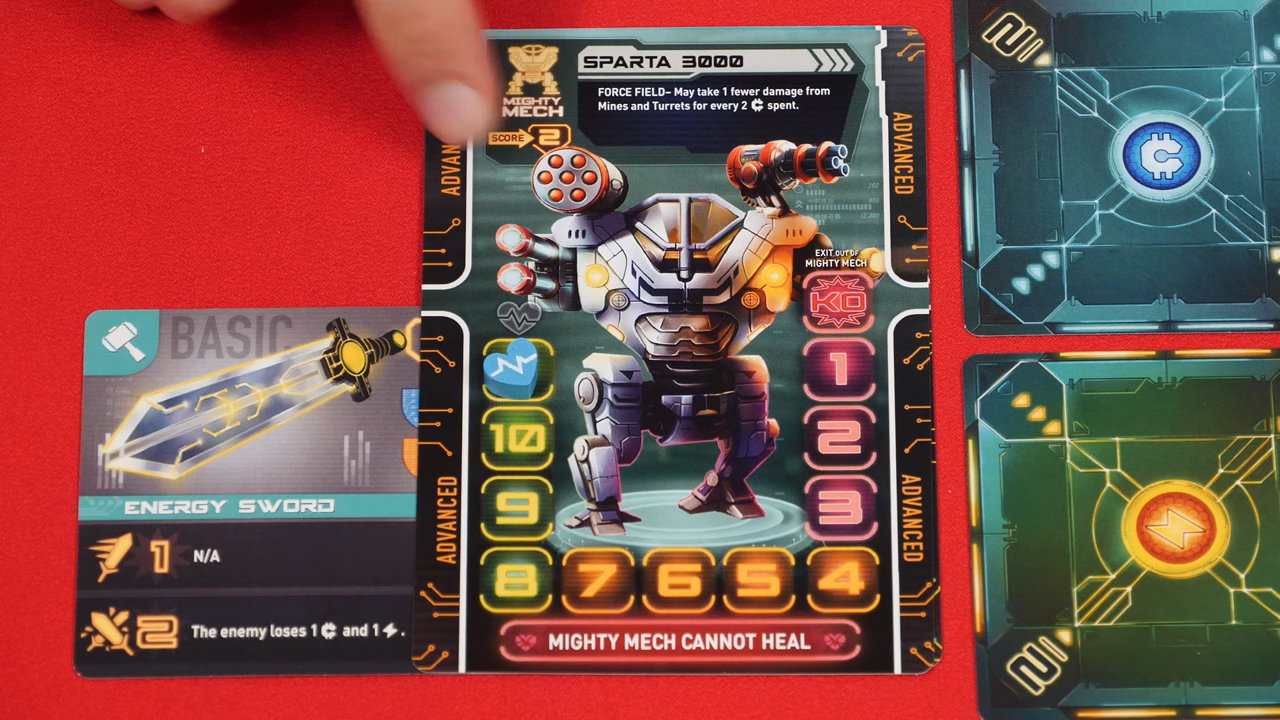 MIGHTY
MECH
SCORE 2
SPARTA 3000
FORCE FIELD– May take 1 fewer damage from
Mines and Turrets for every 2 spent.
ADVANCED
ADVANCED
ADVANCED
EXIT OUT OF
MIGHTY MECH
KO
1
2
3
10
9
8 7 6 5 4
MIGHTY MECH CANNOT HEAL
BASIC
ENERGY SWORD
1 N/A
2 The enemy loses 1 and 1 .